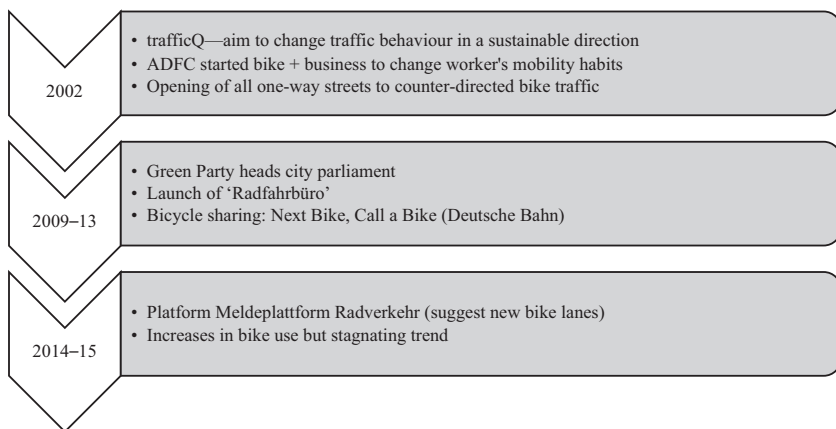 2002
• trafficQ—aim to change traffic behaviour in a sustainable direction
• ADFC started bike + business to change worker's mobility habits
• Opening of all one-way streets to counter-directed bike traffic
2009–13
• Green Party heads city parliament
• Launch of ‘Radfahrbüro’
• Bicycle sharing: Next Bike, Call a Bike (Deutsche Bahn)
2014–15
• Platform Meldeplattform Radverkehr (suggest new bike lanes)
• Increases in bike use but stagnating trend